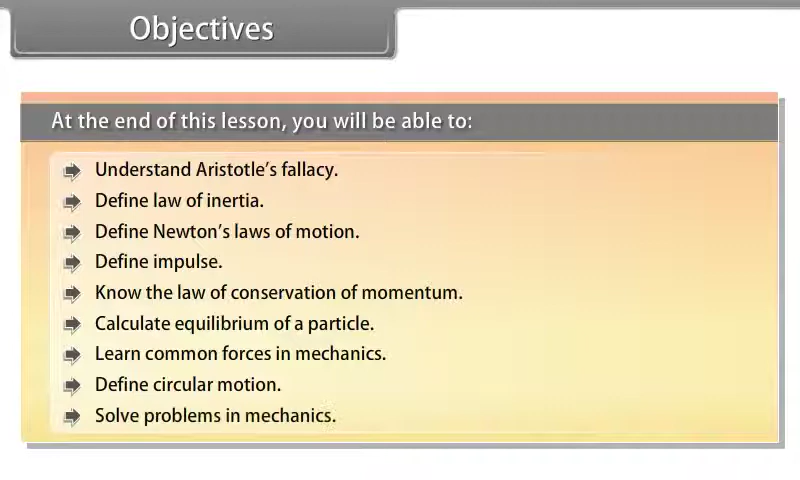 Objectives
At the end of this lesson, you will be able to:
Understand Aristotle's fallacy.
Define law of inertia.
Define Newton's laws of motion.
Define impulse.
Know the law of conservation of momentum.
Calculate equilibrium of a particle.
Learn common forces in mechanics.
Define circular motion.
Solve problems in mechanics.